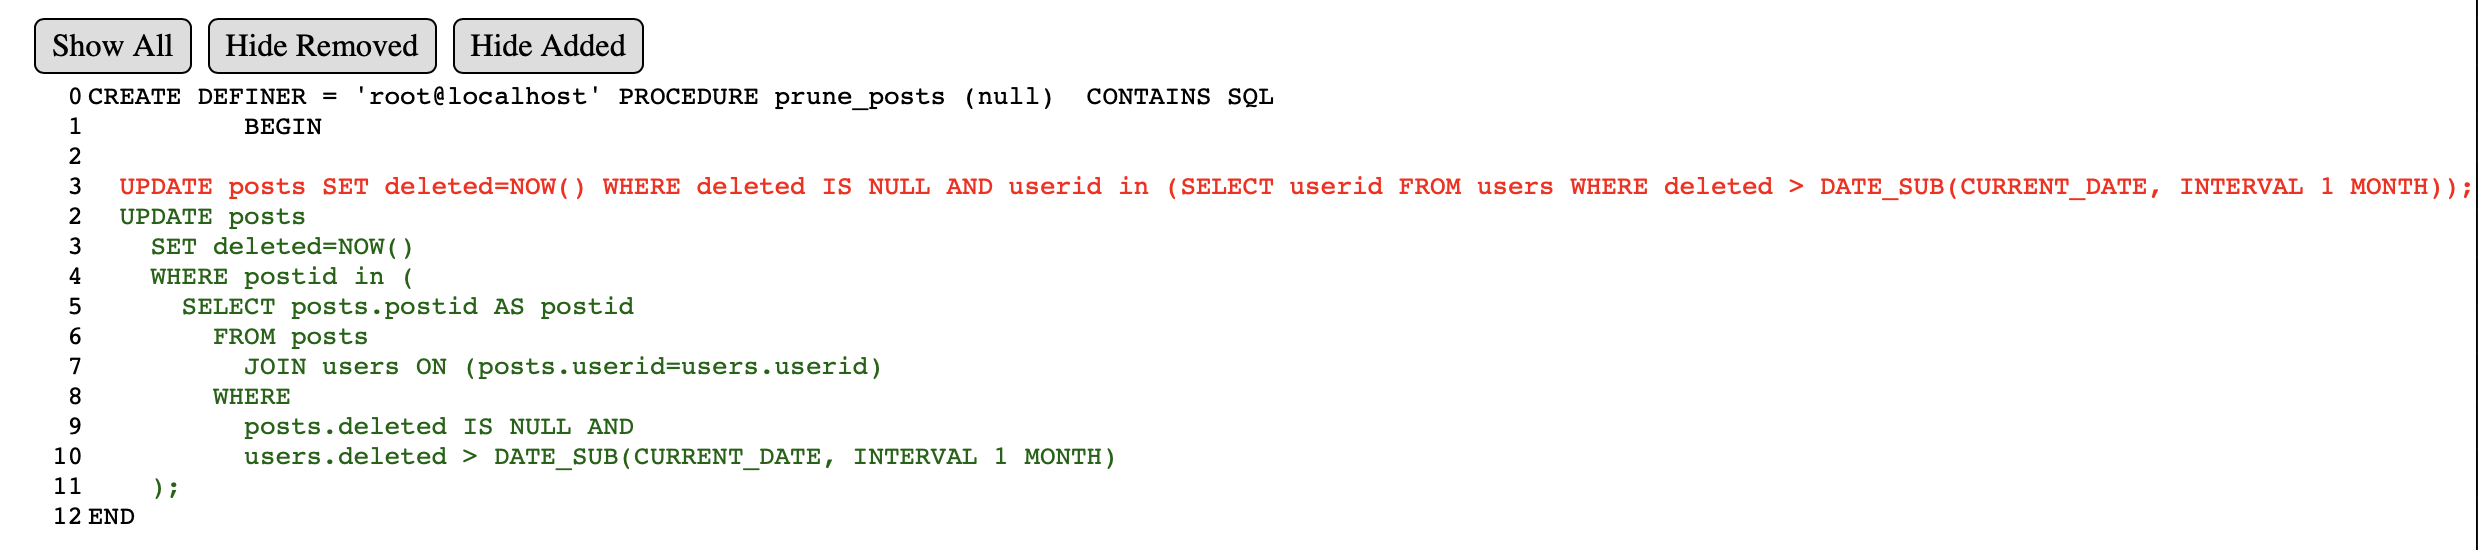 Show All Hide Removed Hide Added
0 CREATE DEFINER = 'root@localhost' PROCEDURE prune_posts (null)  CONTAINS SQL
1           BEGIN
2
3   UPDATE posts SET deleted=NOW() WHERE deleted IS NULL AND userid in (SELECT userid FROM users WHERE deleted > DATE_SUB(CURRENT_DATE, INTERVAL 1 MONTH));
2   UPDATE posts
3     SET deleted=NOW()
4     WHERE postid in (
5       SELECT posts.postid AS postid
6         FROM posts
7           JOIN users ON (posts.userid=users.userid)
8         WHERE
9           posts.deleted IS NULL AND
10           users.deleted > DATE_SUB(CURRENT_DATE, INTERVAL 1 MONTH)
11     );
12 END